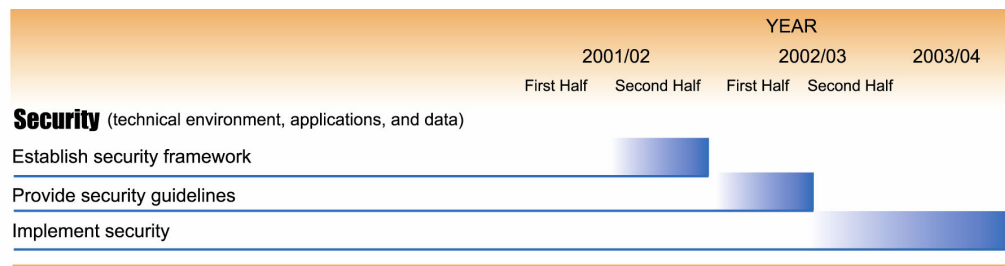 YEAR
2001/02 2002/03 2003/04
First Half Second Half First Half Second Half
Security (technical environment, applications, and data)
Establish security framework
Provide security guidelines
Implement security